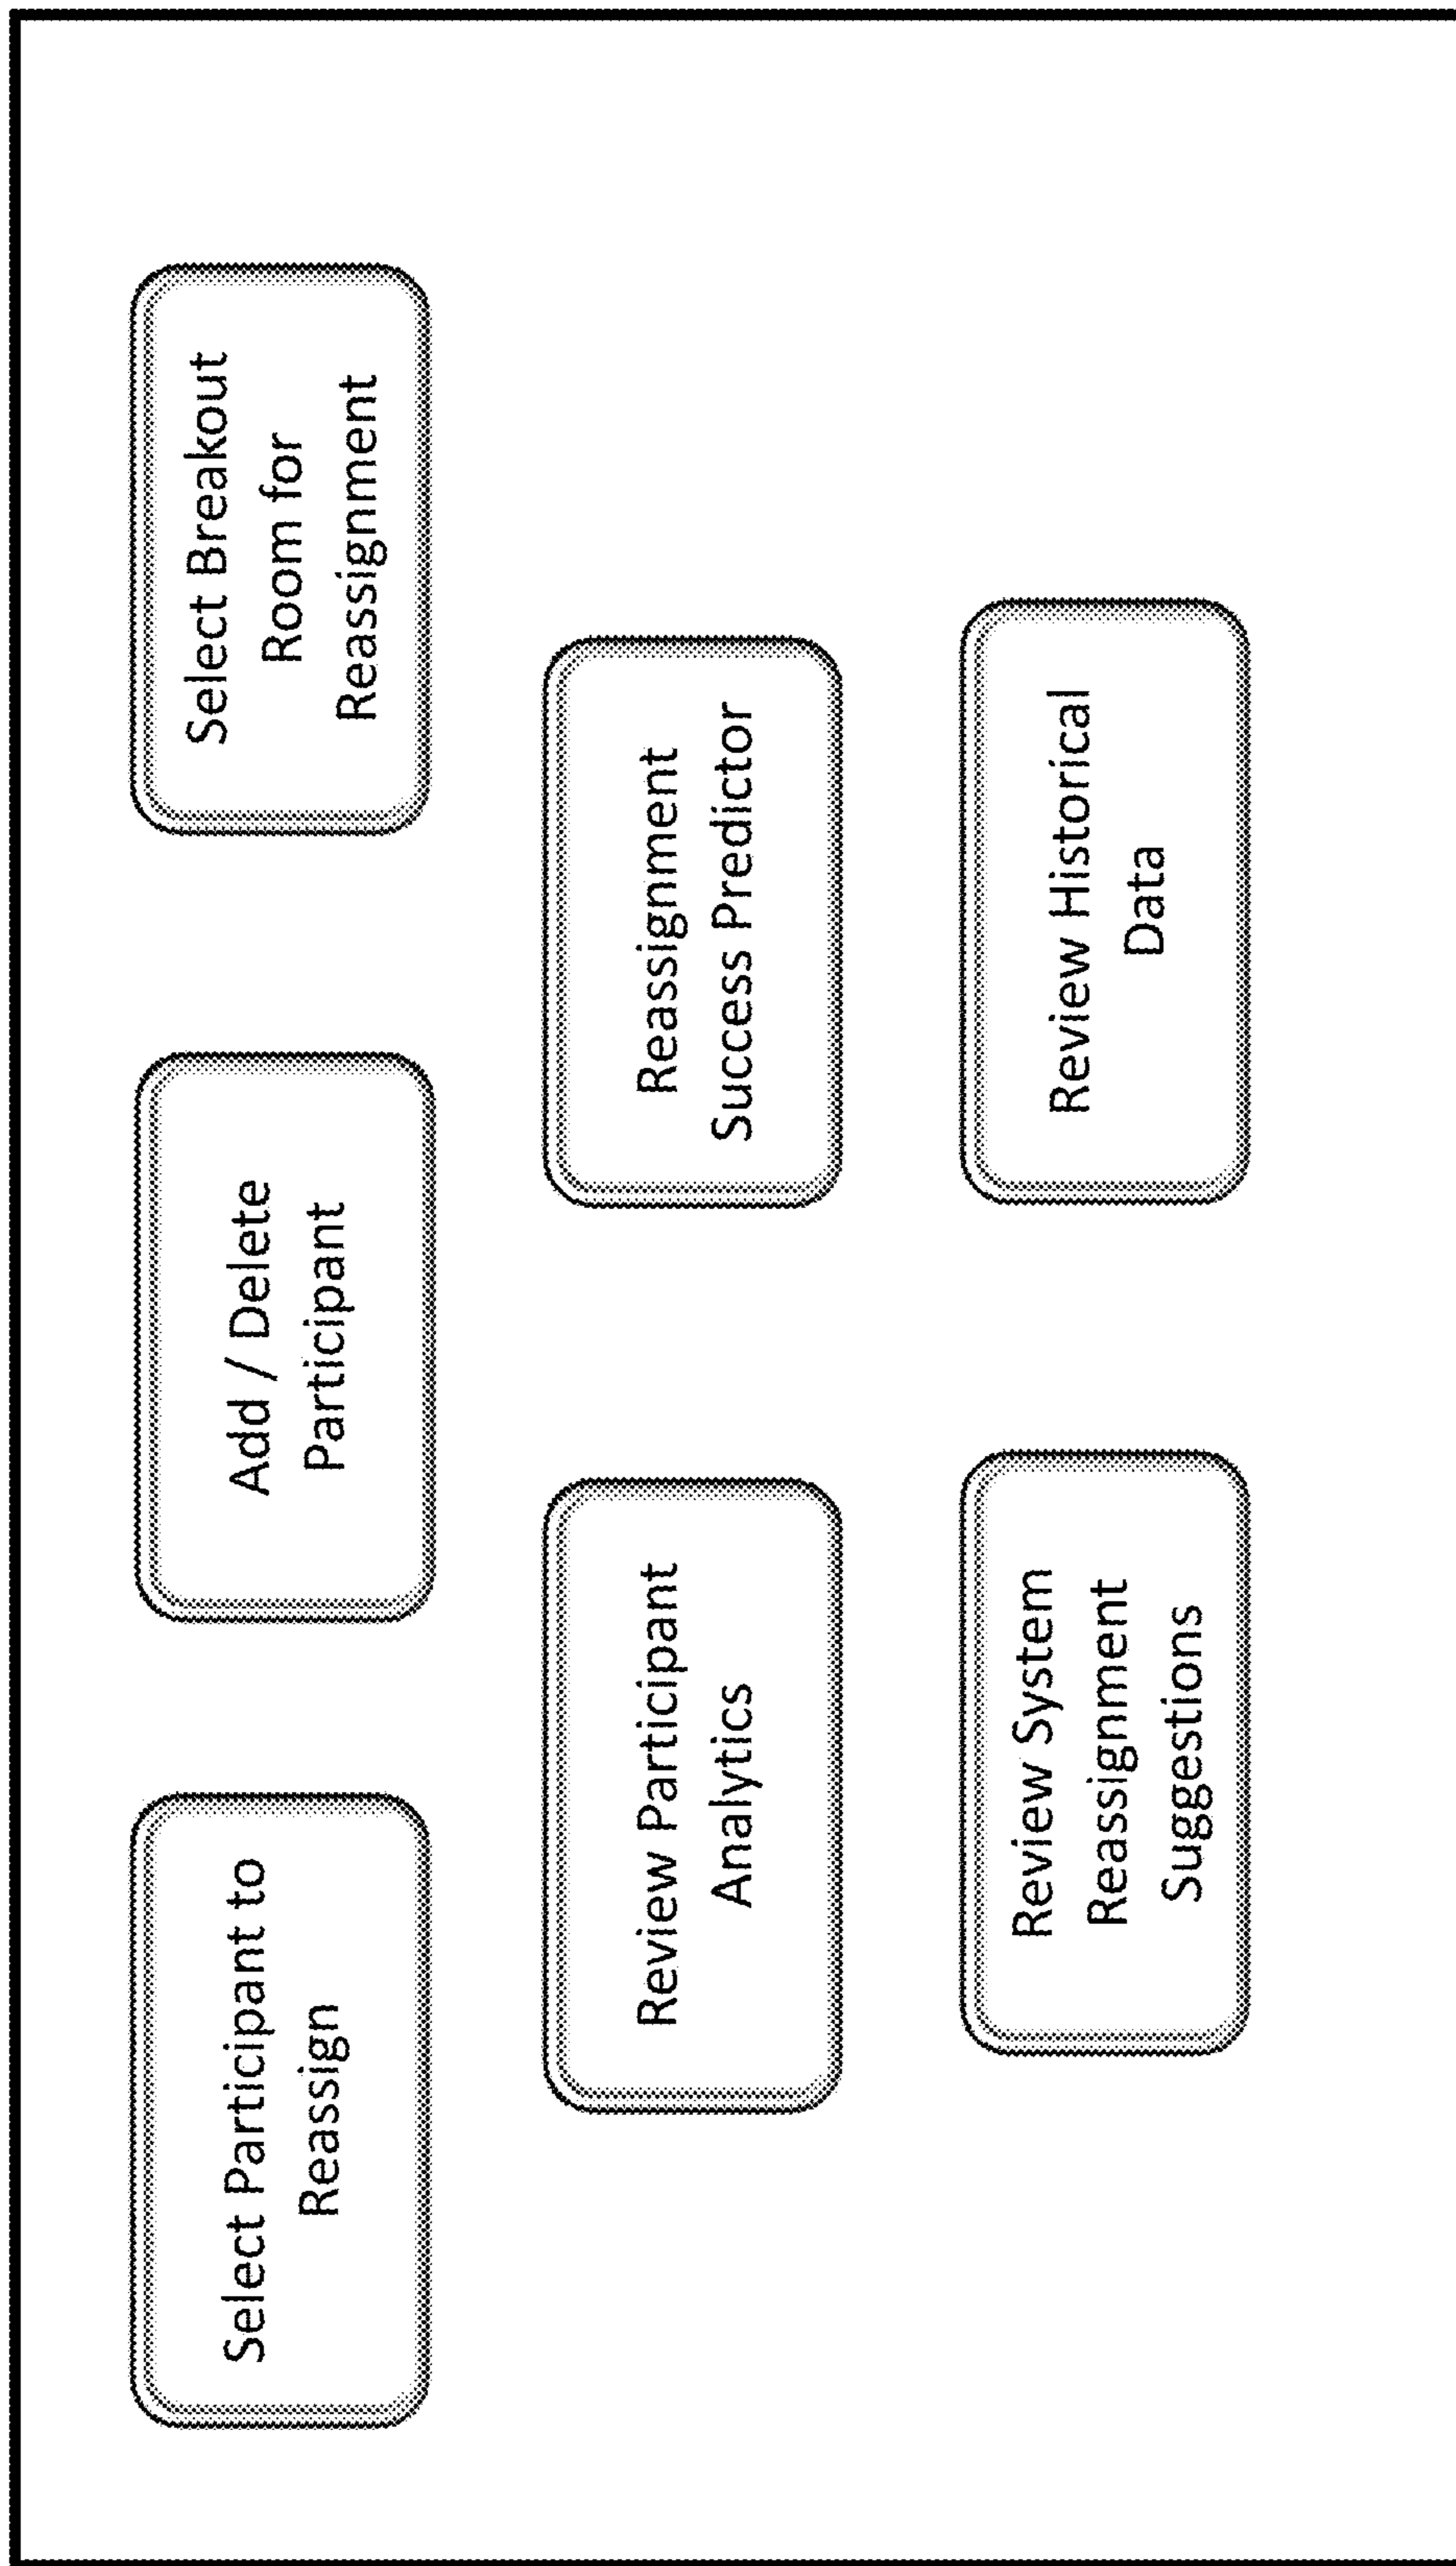 Select Participant to
Reassign
Add / Delete
Participant
Select Breakout
Room for
Reassignment
Review Participant
Analytics
Reassignment
Success Predictor
Review System
Reassignment
Suggestions
Review Historical
Data